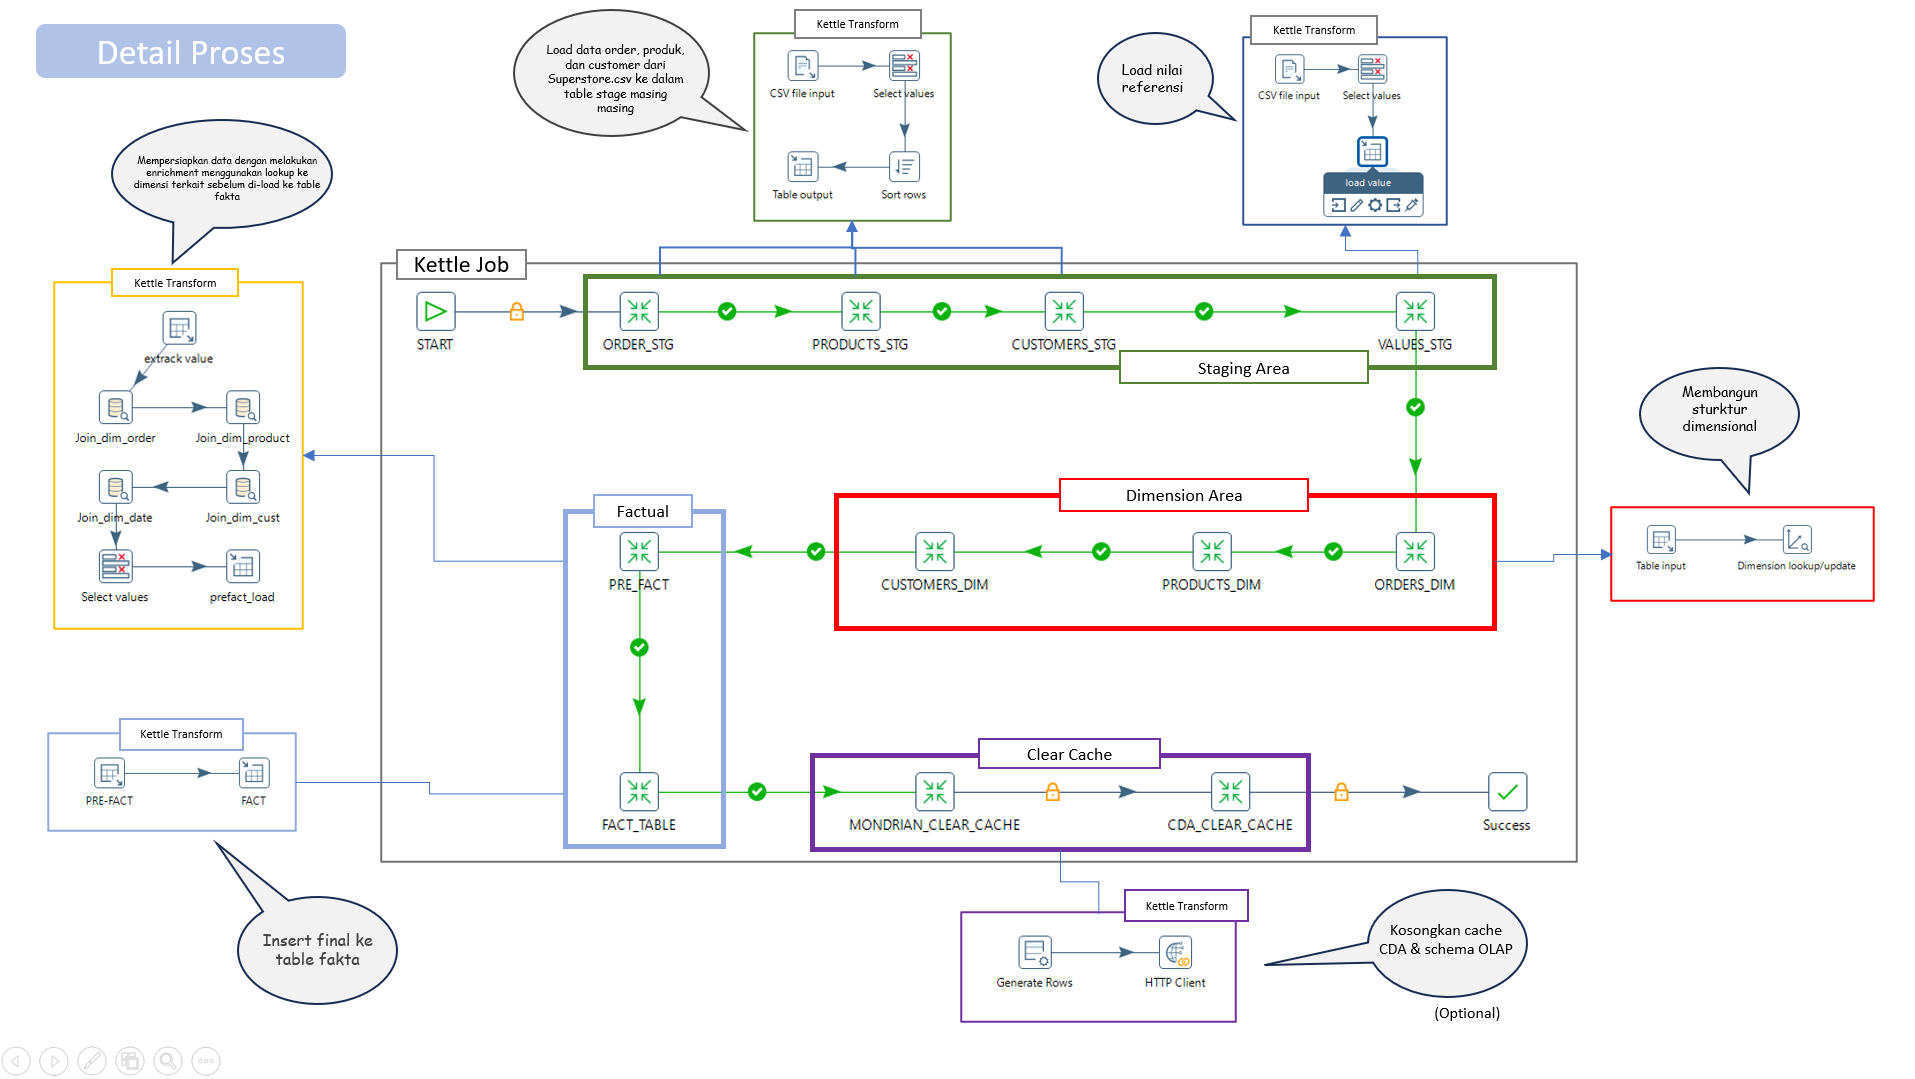 Detail Proses
Load data order, produk,
dan customer dari
Superstore.csv ke dalam
table stage masing
masing
Kettle Transform
CSV file input
Select values
Table output
Sort rows
Load nilai
referensi
Kettle Transform
CSV file input
Select values
load value
Mempersiapkan data dengan melakukan
enrichment menggunakan lookup ke
dimensi terkait sebelum di-load ke table
fakta
Kettle Transform
extrack value
Join_dim_order
Join_dim_product
Join_dim_date
Join_dim_cust
Select values
prefact_load
Kettle Job
START
ORDER_STG
PRODUCTS_STG
CUSTOMERS_STG
VALUES_STG
Staging Area
Membangun
sturktur
dimensional
Dimension Area
CUSTOMERS_DIM
PRODUCTS_DIM
ORDERS_DIM
Table input
Dimension lookup/update
Factual
PRE_FACT
FACT_TABLE
Kettle Transform
PRE-FACT
FACT
Insert final ke
table fakta
Clear Cache
MONDRIAN_CLEAR_CACHE
CDA_CLEAR_CACHE
Success
Kettle Transform
Generate Rows
HTTP Client
Kosongkan cache
CDA & schema OLAP
(Optional)